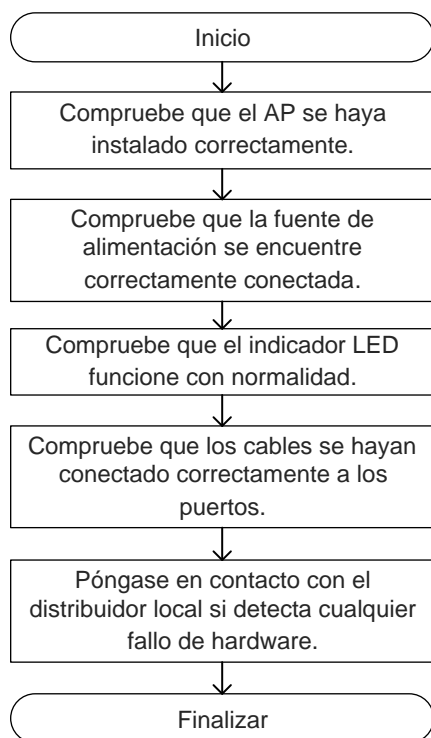 Inicio
Compruebe que el AP se haya
instalado correctamente.
Compruebe que la fuente de
alimentación se encuentre
correctamente conectada.
Compruebe que el indicador LED
funcione con normalidad.
Compruebe que los cables se hayan
conectado correctamente a los
puertos.
Póngase en contacto con el
distribuidor local si detecta cualquier
fallo de hardware.
Finalizar